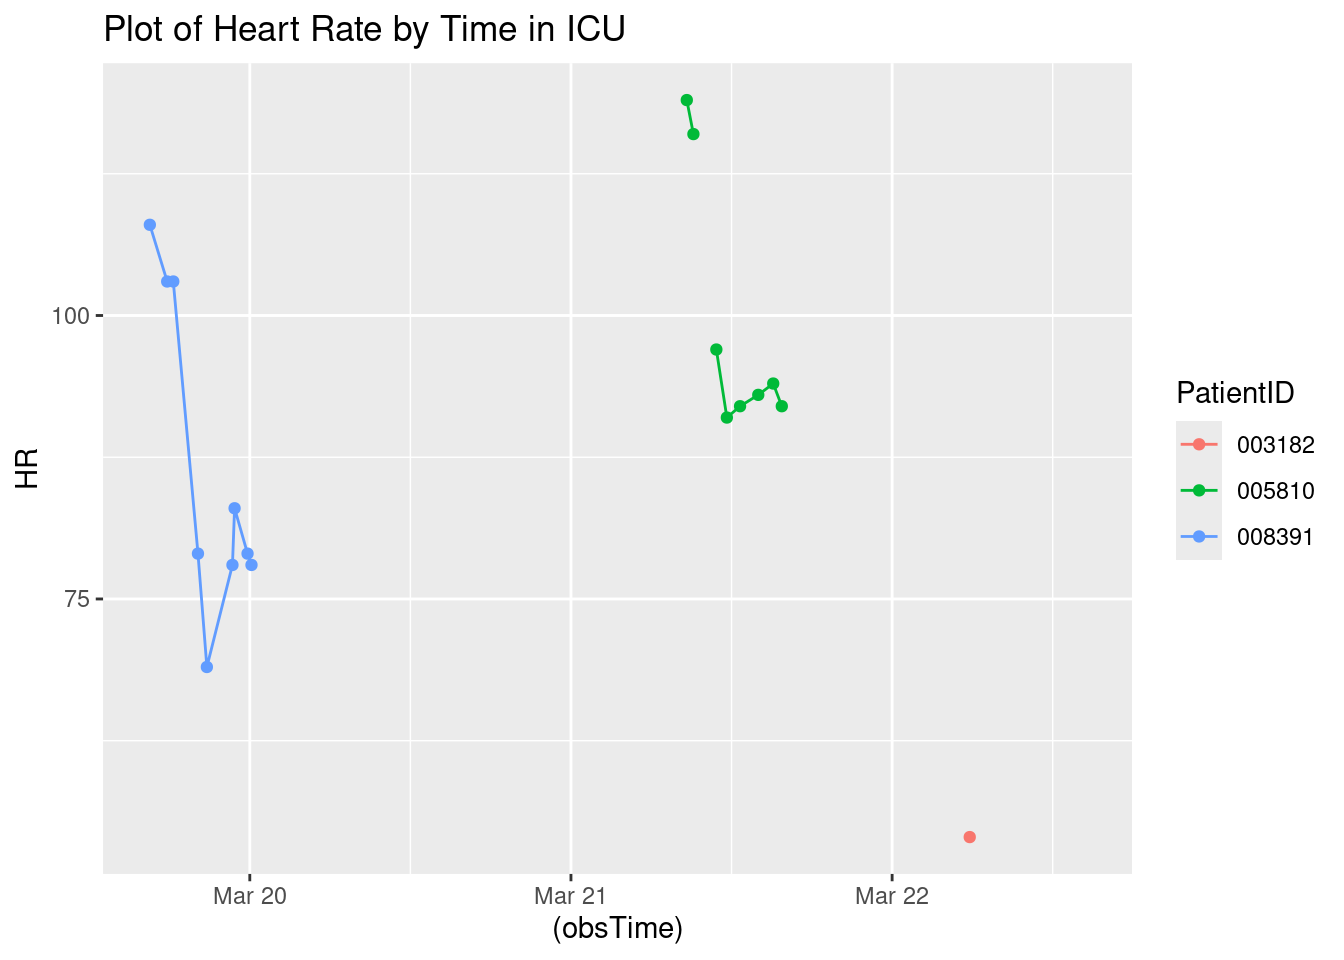 Plot of Heart Rate by Time in ICU
HR
100
75
Mar 20
Mar 21
Mar 22
(obsTime)
PatientID
003182
005810
008391